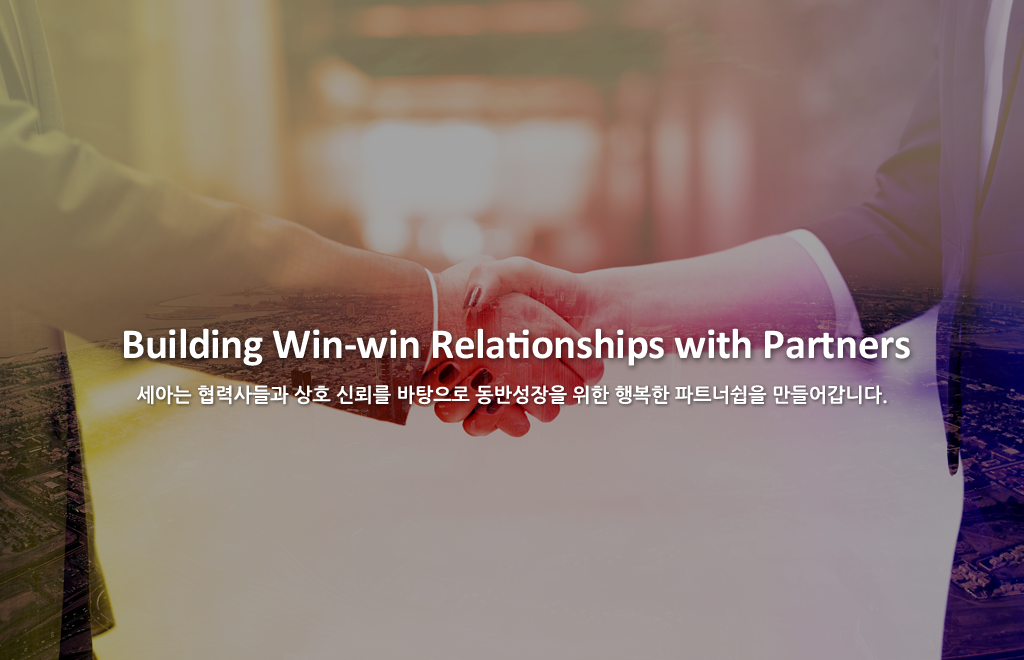 Building Win-win Relationships with Partners
세아는 협력사들과 상호 신뢰를 바탕으로 동반성장을 위한 행복한 파트너쉽을 만들어갑니다.